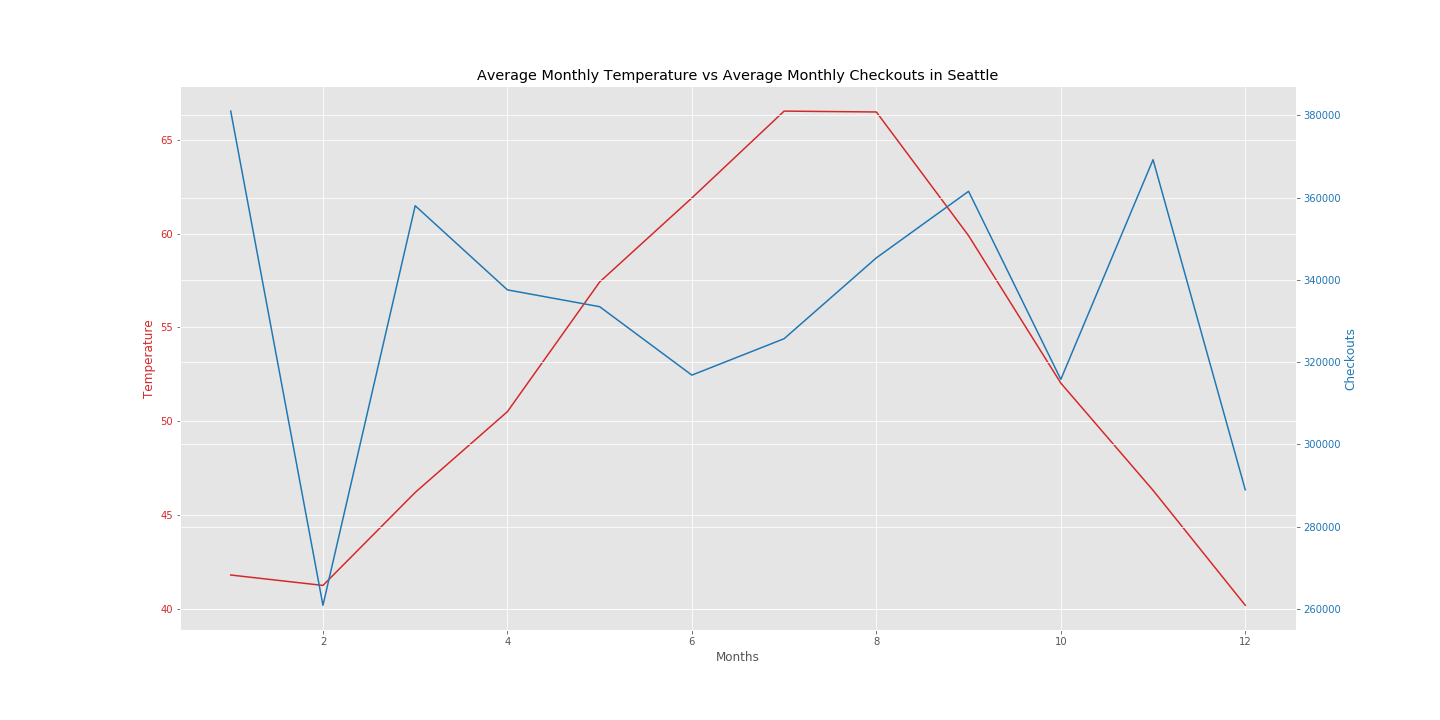 Average Monthly Temperature vs Average Monthly Checkouts in Seattle
65
60
55
50
45
40
Temperature
380000
360000
340000
320000
300000
280000
260000
Checkouts
2 4 6 8 10 12
Months